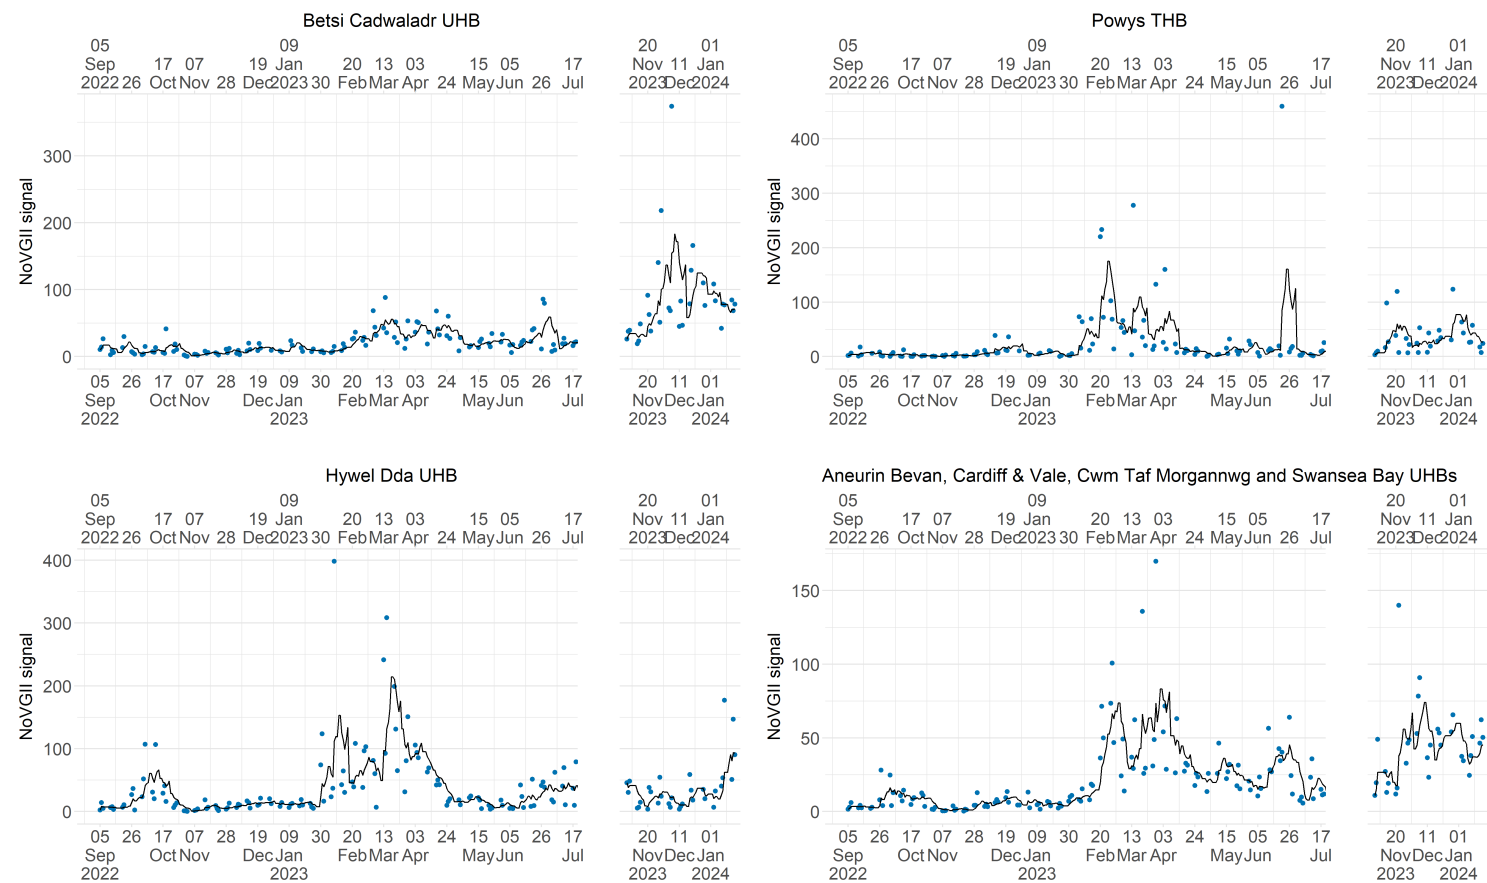 Betsi Cadwaladr UHB
05 09 20 01
Sep 17 07 19 Jan 20 13 03 15 05 17 Nov 11 Jan
2022 26 Oct Nov 28 Dec 2023 30 Feb Mar Apr 24 May Jun 26 Jul 2023 Dec 2024
NoVGII signal
300
200
100
0
05 26 17 07 28 19 09 30 20 13 03 24 15 05 26 17 20 11 01
Sep Oct Nov Dec Jan Feb Mar Apr May Jun Jul Nov Dec Jan
2022 2023 2023 2024
Powys THB
05 09 20 01
Sep 17 07 19 Jan 20 13 03 15 05 17 Nov 11 Jan
2022 26 Oct Nov 28 Dec 2023 30 Feb Mar Apr 24 May Jun 26 Jul 2023 Dec 2024
NoVGII signal
400
300
200
100
0
05 26 17 07 28 19 09 30 20 13 03 24 15 05 26 17 20 11 01
Sep Oct Nov Dec Jan Feb Mar Apr May Jun Jul Nov Dec Jan
2022 2023 2023 2024
Hywel Dda UHB
05 09 20 01
Sep 17 07 19 Jan 20 13 03 15 05 17 Nov 11 Jan
2022 26 Oct Nov 28 Dec 2023 30 Feb Mar Apr 24 May Jun 26 Jul 2023 Dec 2024
NoVGII signal
400
300
200
100
0
05 26 17 07 28 19 09 30 20 13 03 24 15 05 26 17 20 11 01
Sep Oct Nov Dec Jan Feb Mar Apr May Jun Jul Nov Dec Jan
2022 2023 2023 2024
Aneurin Bevan, Cardiff & Vale, Cwm Taf Morgannwg and Swansea Bay UHBs
05 09 20 01
Sep 17 07 19 Jan 20 13 03 15 05 17 Nov 11 Jan
2022 26 Oct Nov 28 Dec 2023 30 Feb Mar Apr 24 May Jun 26 Jul 2023 Dec 2024
NoVGII signal
150
100
50
0
05 26 17 07 28 19 09 30 20 13 03 24 15 05 26 17 20 11 01
Sep Oct Nov Dec Jan Feb Mar Apr May Jun Jul Nov Dec Jan
2022 2023 2023 2024